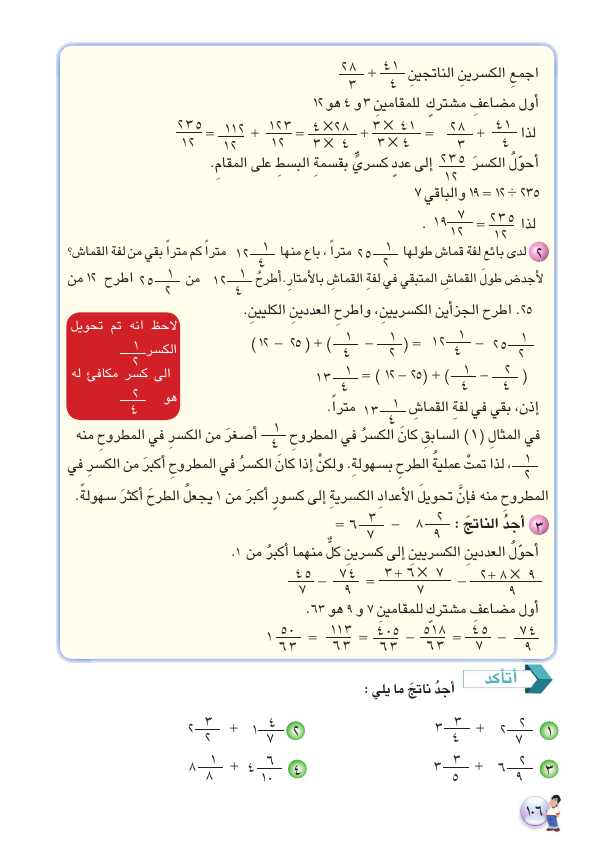 اجمعِ الكسرينِ الناتجينِ ٤١/٤ + ٢٨/٣
أول مضاعفٍ مشتركٍ للمقامينِ ٣ و ٤ هو ١٢
لذا ٤١/٤ + ٢٨/٣ = ٤١ × ٣/٤ × ٣ + ٢٨×٤/٤ × ٣ = ١٢٣/١٢ + ١١٢/١٢ = ٢٣٥/١٢
أحوّلُ الكسرَ ٢٣٥/١٢ إلى عددٍ كسريٍّ بقسمةِ البسطِ على المقامِ.
٢٣٥ ÷ ١٢ = ١٩ والباقي ٧
لذا ٢٣٥/١٢ = ١٩ ٧/١٢ .
٢ لدى بائع لفة قماش طولها ٢٥ ١/٢ متراً ، باع منها ١٢ ١/٤ متراً كم متراً بقي من لفة القماش؟
لأجدض طولَ القماشِ المتبقي في لفةِ القماشِ بالأمتارِ. أطرحُ ١٢ ١/٤ من ٢٥ ١/٢ اطرح ١٢ من
٢٥. اطرح الجزأين الكسريين، واطرح العددين الكليين.
٢٥ ١/٢ − ١٢ ١/٤ = (١/٢ − ١/٤) + (٢٥ − ١٢)
(٢/٤ − ١/٤) + (٢٥-١٢) = ١٣ ١/٤
إذن، بقي في لفةِ القماشِ ١٣ ١/٤ متراً.
لاحظ انه تم تحويل
الكسر ١/٢
الى كسر مكافئ له
هو ٢/٤
في المثالِ (١) السابقِ كانَ الكسرُ في المطروحِ ١/٤ أصغرَ من الكسرِ في المطروحِ منه
١/٢، لذا تمتْ عمليةُ الطرحِ بسهولةٍ. ولكنْ إذا كانَ الكسرُ في المطروحِ أكبرَ من الكسرِ في
المطروحِ منه فإنَّ تحويلَ الأعدادِ الكسريةِ إلى كسورٍ أكبرَ من ١ يجعلُ الطرحَ أكثرَ سهولةً.
٣ أجدُ الناتجَ : ٨ ٢/٩ − ٦ ٣/٧ =
أحوّلُ العددينِ الكسريينِ إلى كسرينِ كلٌّ منهما أكبرُ من ١.
٩ × ٨ +٢/٩ − ٧ × ٦ +٣/٧ = ٧٤/٩ − ٤٥/٧
أول مضاعفٍ مشتركٍ للمقامينِ ٧ و ٩ هو ٦٣.
٧٤/٩ − ٤٥/٧ = ٥١٨/٦٣ − ٤٠٥/٦٣ = ١١٣/٦٣ = ١ ٥٠/٦٣
أتأكد
أجدُ ناتجَ ما يلي :
١ ٢ ٢/٧ + ٣ ٣/٤
٢ ١ ٤/٧ + ٢ ٣/٢
٣ ٦ ٢/٩ + ٣ ٣/٥
٤ ٤ ٦/١٠ + ٨ ١/٨
١٠٦